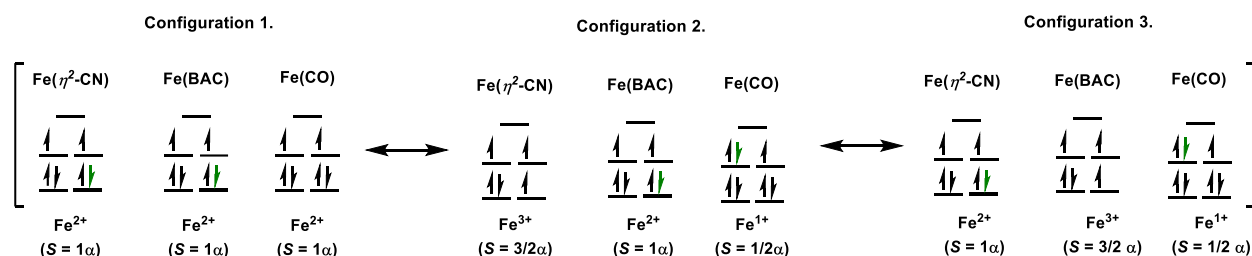 Configuration 1.
Fe(η²-CN) Fe(BAC) Fe(CO)
Fe²⁺ Fe²⁺ Fe²⁺
(S = 1α) (S = 1α) (S = 1α)
Configuration 2.
Fe(η²-CN) Fe(BAC) Fe(CO)
Fe³⁺ Fe²⁺ Fe¹⁺
(S = 3/2α) (S = 1α) (S = 1/2α)
Configuration 3.
Fe(η²-CN) Fe(BAC) Fe(CO)
Fe²⁺ Fe³⁺ Fe¹⁺
(S = 1α) (S = 3/2 α) (S = 1/2 α)